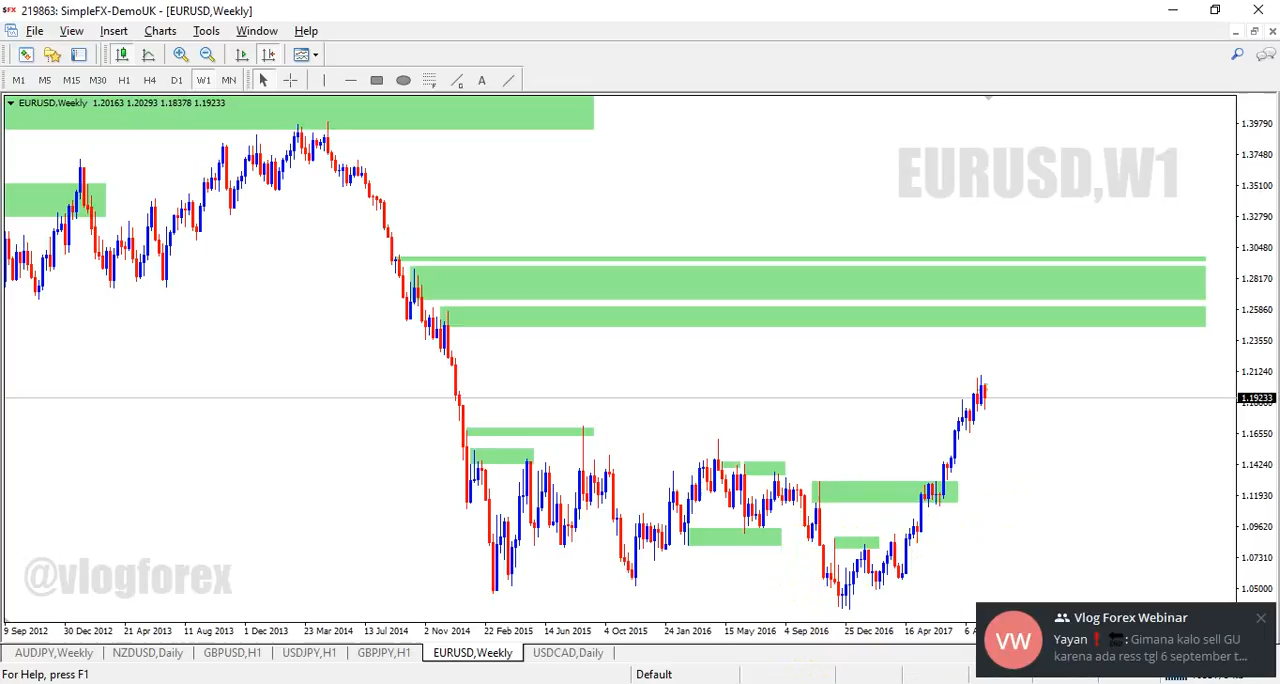 219863: SimpleFX-DemoUK - [EURUSD,Weekly]
File View Insert Charts Tools Window Help
M1 M5 M15 M30 H1 H4 D1 W1 MN A
EURUSD,Weekly 1.20163 1.20293 1.18378 1.19233
EURUSD,W1
1.39790
1.37480
1.35100
1.32790
1.30480
1.28170
1.25860
1.23550
1.21240
1.19233
1.16550
1.14240
1.11930
1.09620
1.07310
1.05000
@vlogforex
9 Sep 2012 30 Dec 2012 21 Apr 2013 11 Aug 2013 1 Dec 2013 23 Mar 2014 13 Jul 2014 2 Nov 2014 22 Feb 2015 14 Jun 2015 4 Oct 2015 24 Jan 2016 15 May 2016 4 Sep 2016 25 Dec 2016 16 Apr 2017
Vlog Forex Webinar
VW
Yayan ❗ : Gimana kalo sell GU
karena ada ress tgl 6 september t...
AUDJPY,Weekly NZDUSD,Daily GBPUSD,H1 USDJPY,H1 GBPJPY,H1 EURUSD,Weekly USDCAD,Daily
For Help, press F1 Default